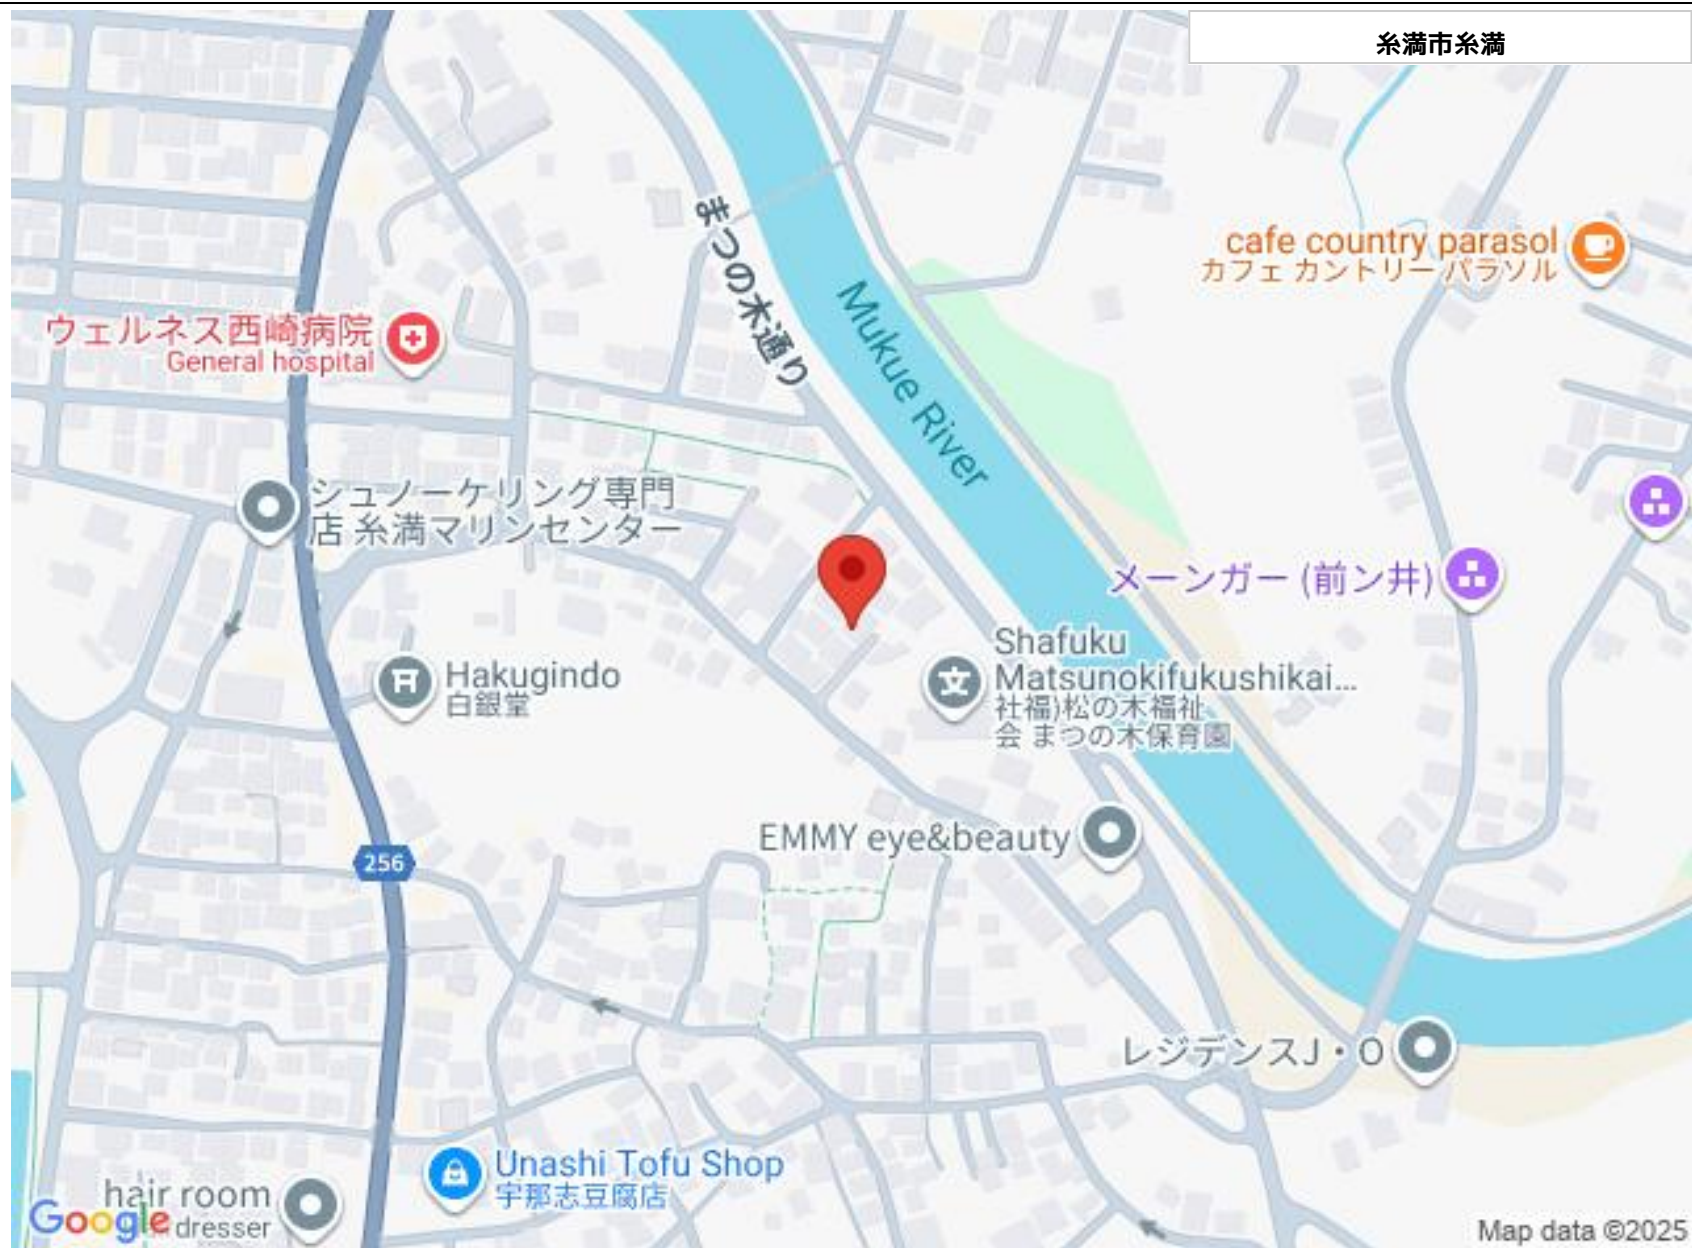 糸満市糸満
まつの木通り
Mukue River
cafe country parasol
カフェ カントリー パラソル
ウェルネス西崎病院
General hospital
シュノーケリング専門
店 糸満マリンセンター
メーンガー (前ン井)
Hakugindo
白銀堂
Shafuku
Matsunokifukushikai...
社福)松の木福祉
会 まつの木保育園
EMMY eye&beauty
256
レジデンスJ・O
Unashi Tofu Shop
宇那志豆腐店
hair room
dresser
Google
Map data ©2025